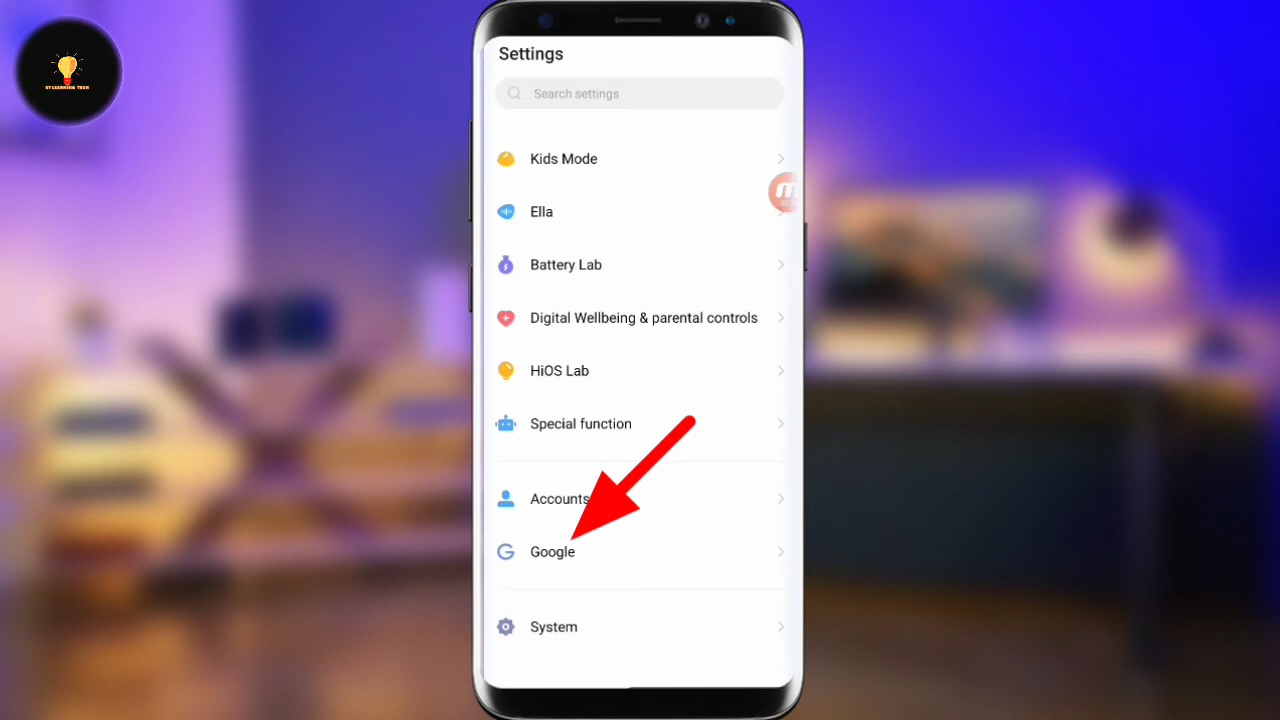 Settings
Search settings
Kids Mode
Ella
Battery Lab
Digital Wellbeing & parental controls
HiOS Lab
Special function
Accounts
Google
System